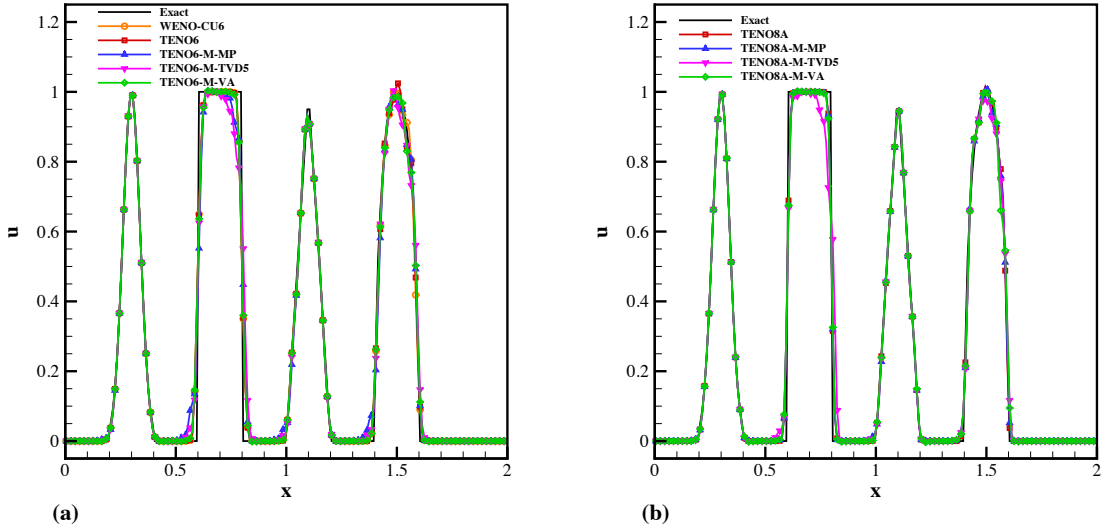 Exact
WENO-CU6
TENO6
TENO6-M-MP
TENO6-M-TVD5
TENO6-M-VA
1.2
1
0.8
0.6
0.4
0.2
0
u
0 0.5 1 1.5 2
x
(a)
Exact
TENO8A
TENO8A-M-MP
TENO8A-M-TVD5
TENO8A-M-VA
1.2
1
0.8
0.6
0.4
0.2
0
u
0 0.5 1 1.5 2
x
(b)